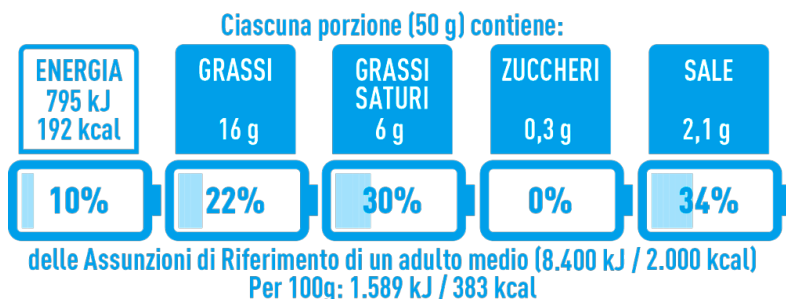 Ciascuna porzione (50 g) contiene:
ENERGIA
795 kJ
192 kcal
GRASSI
16 g
GRASSI
SATURI
6 g
ZUCCHERI
0,3 g
SALE
2,1 g
10%
22%
30%
0%
34%
delle Assunzioni di Riferimento di un adulto medio (8.400 kJ / 2.000 kcal)
Per 100g: 1.589 kJ / 383 kcal